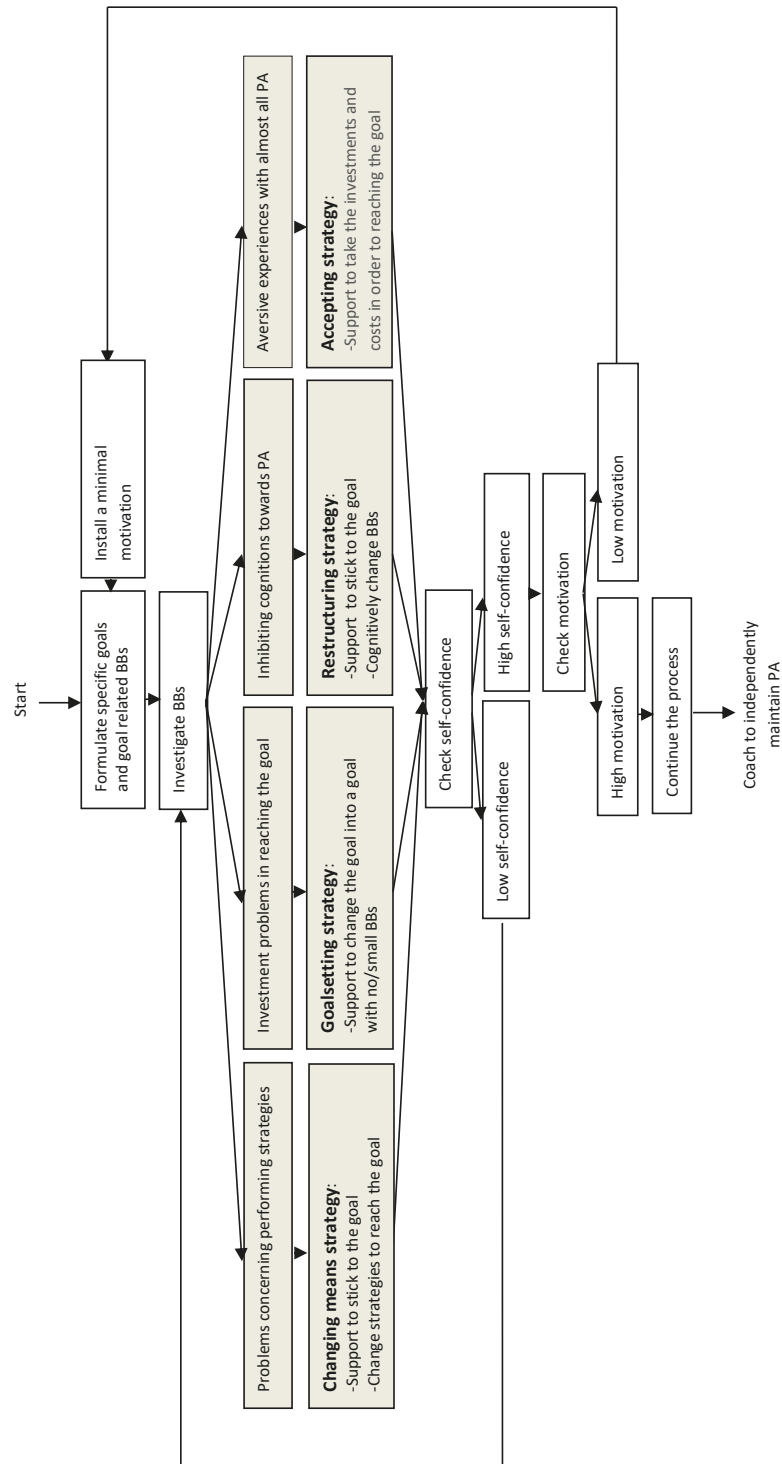 Start
Formulate specific goals
and goal related BBs
Install a minimal
motivation
Investigate BBs
Problems concerning performing strategies
Investment problems in reaching the goal
Inhibiting cognitions towards PA
Aversive experiences with almost all PA
Changing means strategy:
-Support to stick to the goal
-Change strategies to reach the goal
Goalsetting strategy:
-Support to change the goal into a goal
with no/small BBs
Restructuring strategy:
-Support to stick to the goal
-Cognitively change BBs
Accepting strategy:
-Support to take the investments and
costs in order to reaching the goal
Check self-confidence
Low self-confidence
High self-confidence
Check motivation
High motivation
Low motivation
Continue the process
Coach to independently
maintain PA